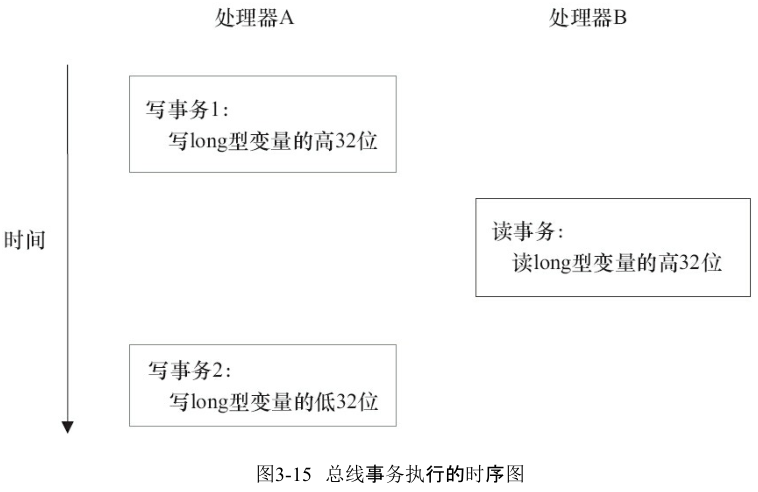 处理器A
处理器B
写事务1：
写long型变量的高32位
读事务：
读long型变量的高32位
时间
写事务2：
写long型变量的低32位
图3-15 总线事务执行的时序图